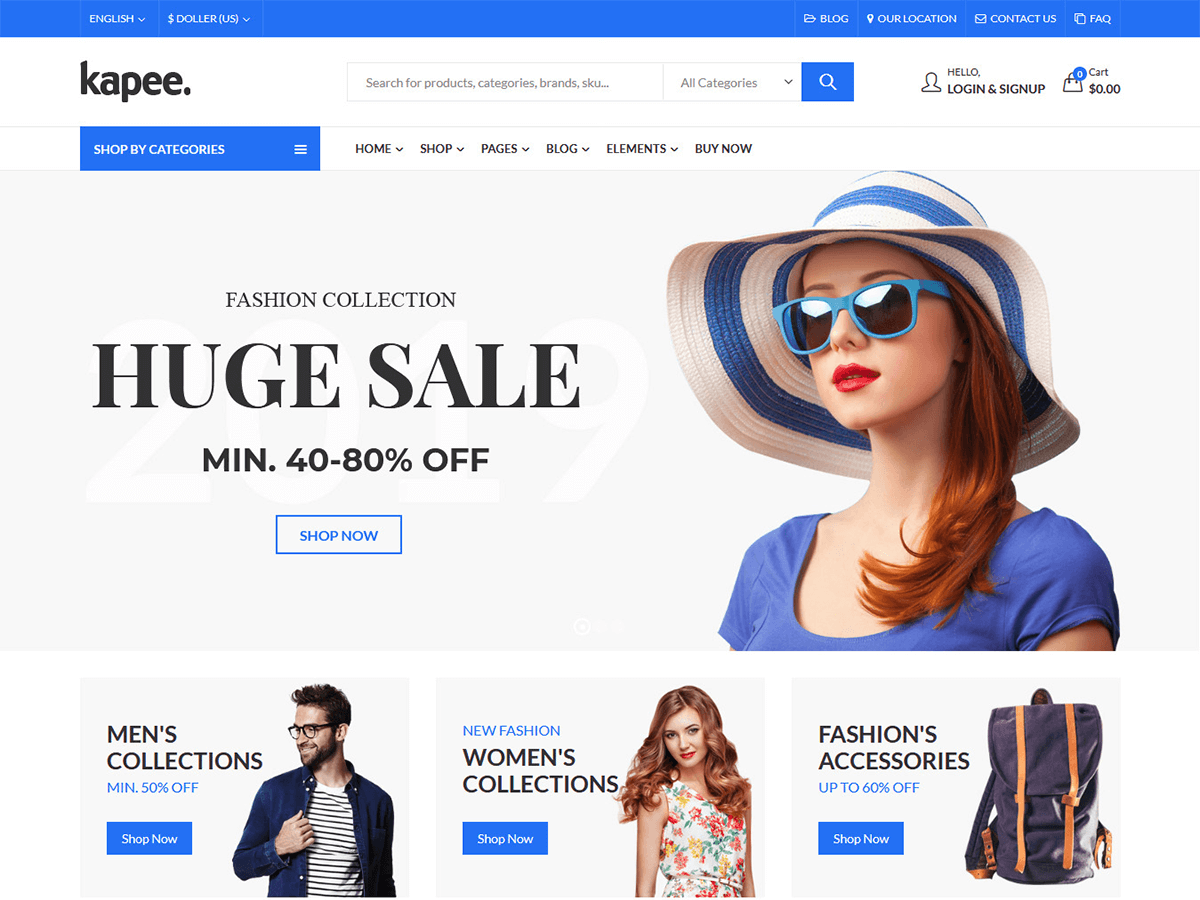 ENGLISH
$ DOLLER (US)
BLOG
OUR LOCATION
CONTACT US
FAQ
kapee.
Search for products, categories, brands, sku...
All Categories
HELLO,
LOGIN & SIGNUP
0
Cart
$0.00
SHOP BY CATEGORIES
HOME
SHOP
PAGES
BLOG
ELEMENTS
BUY NOW
2019
FASHION COLLECTION
HUGE SALE
MIN. 40-80% OFF
SHOP NOW
MEN'S
COLLECTIONS
MIN. 50% OFF
Shop Now
NEW FASHION
WOMEN'S
COLLECTIONS
Shop Now
FASHION'S
ACCESSORIES
UP TO 60% OFF
Shop Now